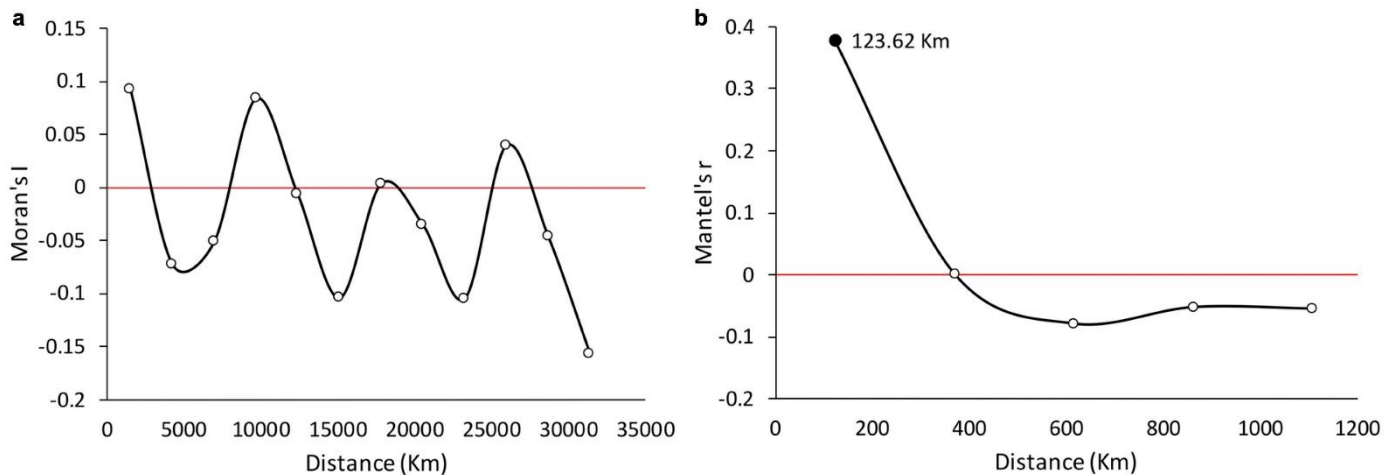 a
0.15
0.1
0.05
0
-0.05
-0.1
-0.15
-0.2
Moran's I
0 5000 10000 15000 20000 25000 30000 35000
Distance (Km)
b
0.4
0.3
0.2
0.1
0
-0.1
-0.2
Mantel's r
123.62 Km
0 200 400 600 800 1000 1200
Distance (Km)